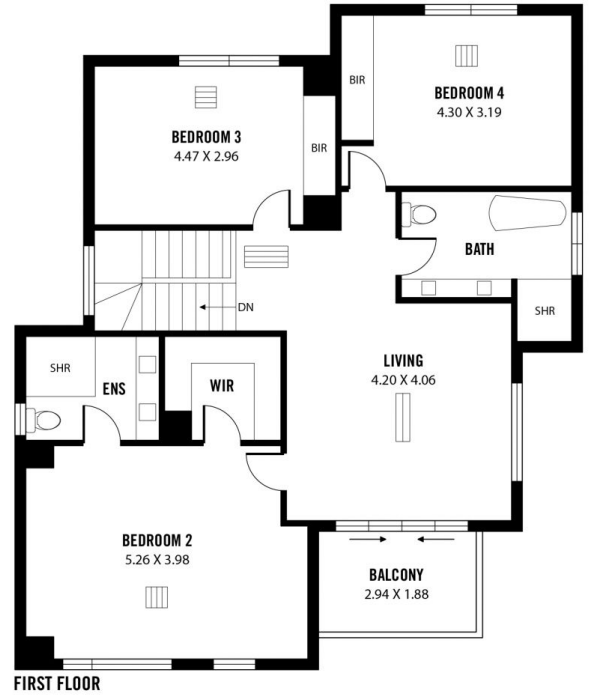 BIR
BEDROOM 4
4.30 X 3.19
BEDROOM 3
4.47 X 2.96
BIR
BATH
DN
SHR
LIVING
4.20 X 4.06
SHR
ENS
WIR
BEDROOM 2
5.26 X 3.98
BALCONY
2.94 X 1.88
FIRST FLOOR